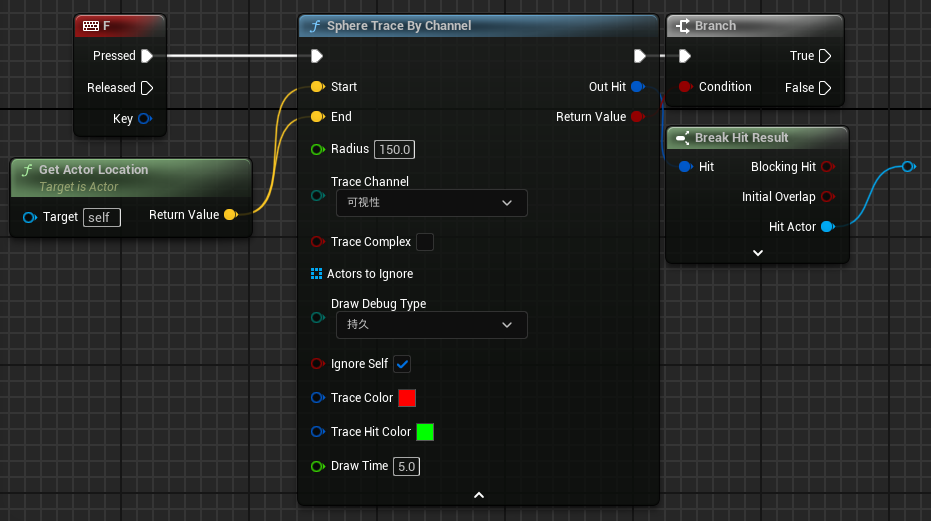 F
Pressed
Released
Key
Get Actor Location
Target is Actor
Target self
Return Value
Sphere Trace By Channel
Start
End
Radius 150.0
Trace Channel
可视性
Trace Complex
Actors to Ignore
Draw Debug Type
持久
Ignore Self
Trace Color
Trace Hit Color
Draw Time 5.0
Out Hit
Return Value
Branch
Condition
True
False
Break Hit Result
Hit
Blocking Hit
Initial Overlap
Hit Actor